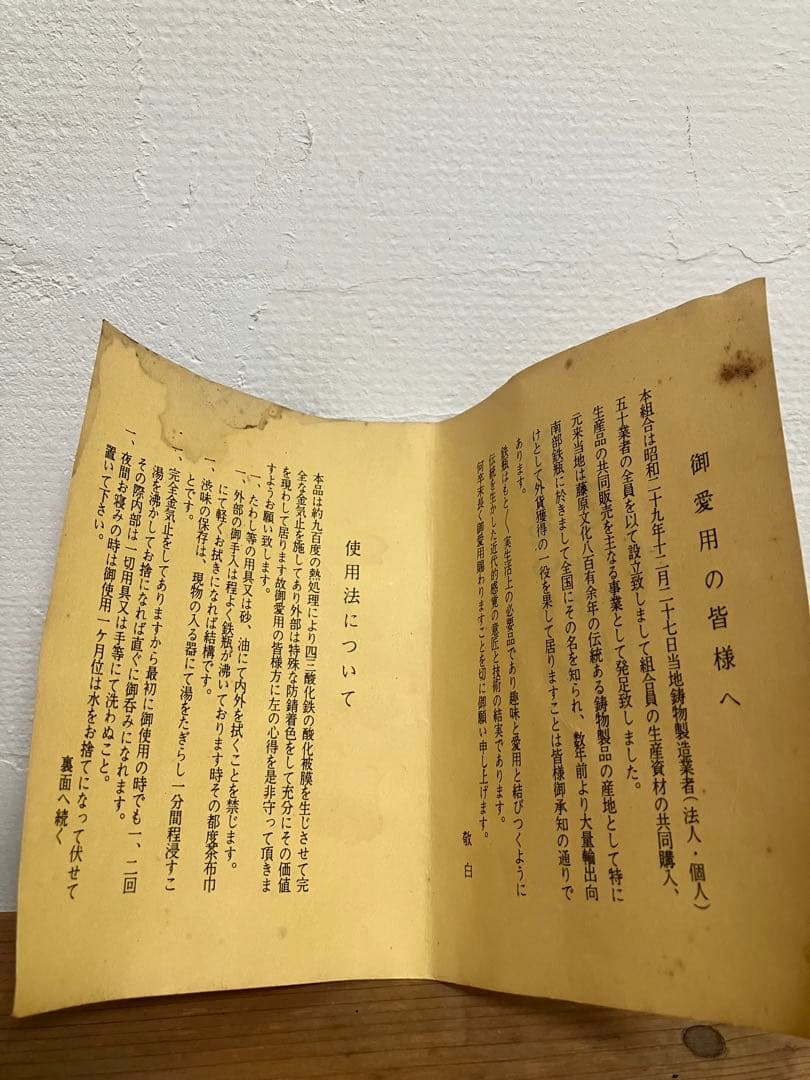 御愛用の皆様へ
本組合は昭和二十九年十二月二十七日当地鋳物製造業者(法人・個人)
五十業者の全員を以て設立致しまして組合員の生産資材の共同購入、
生産品の共同販売を主なる事業として発足致しました。
元来当地は藤原文化八百有余年の伝統ある鋳物製品の産地として特に
南部鉄瓶に於きまして全国にその名を知られ、数年前より大量輸出向
けとして外貨獲得の一役を果して居りますことは皆様御承知の通りで
あります。
鉄瓶はもと〱実生活上の必要品であり趣味と愛用と結びつくように
伝統を生かした近代的感覚の意匠と技術の結実であります。
何卒末長く御愛用賜わりますことを切に御願い申し上げます。
敬白
使用法について
本品は約九百度の熱処理により四三酸化鉄の酸化被膜を生じさせて完
全な金気止を施してあり外部は特殊な防錆着色をして充分にその価値
を現わして居ります故御愛用の皆様方に左の心得を是非守って頂きま
すようお願い致します。
一、たわし等の用具又は砂、油にて内外を拭くことを禁じます。
一、外部の御手入は程よく鉄瓶が沸いております時その都度茶布巾
にて軽くお拭きになれば結構です。
一、渋味の保存は、現物の入る器にて湯をたぎらし一分間程浸すこ
とです。
一、完全金気止をしてありますから最初に御使用の時でも一、二回
湯を沸かしてお捨になれば直ぐに御呑みになれます。
その際内部は一切用具又は手等にて洗わぬこと。
一、夜間お寝みの時は御使用一ケ月位は水をお捨てになって伏せて
置いて下さい。
裏面へ続く